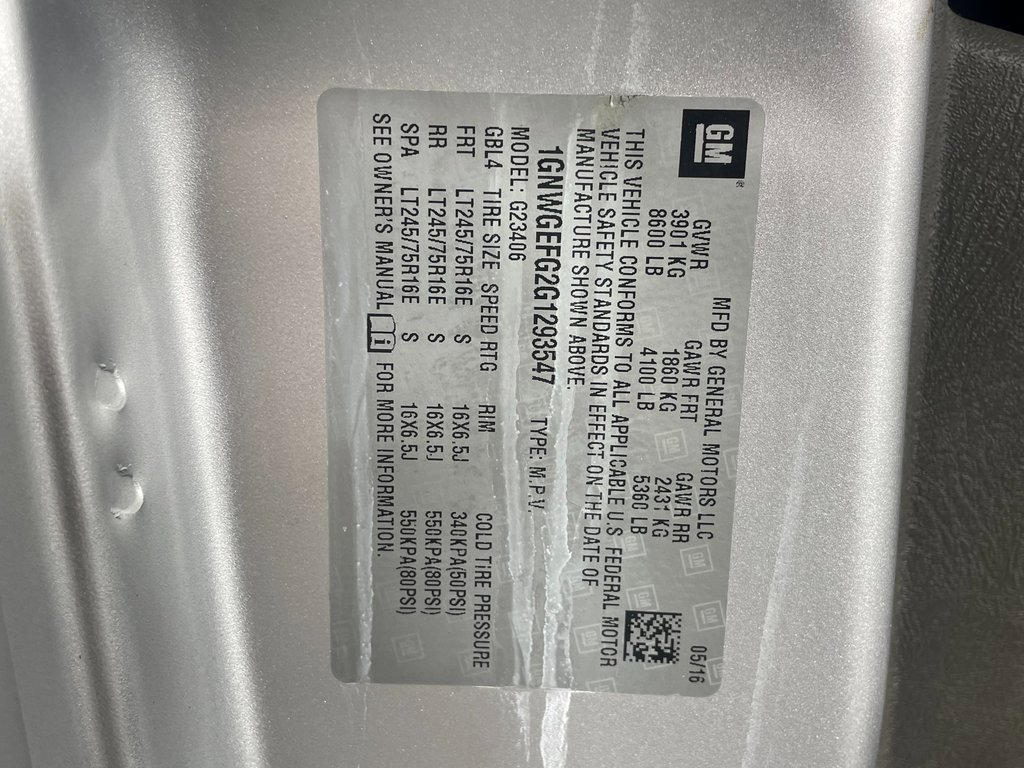 GM
MFD BY GENERAL MOTORS LLC 05/16
GVWR GAWR FRT GAWR RR
3901 KG 1860 KG 2431 KG
8600 LB 4100 LB 5360 LB
THIS VEHICLE CONFORMS TO ALL APPLICABLE U.S. FEDERAL MOTOR
VEHICLE SAFETY STANDARDS IN EFFECT ON THE DATE OF
MANUFACTURE SHOWN ABOVE.
1GNWGEFG2G1293547 TYPE: M.P.V.
MODEL: G23406
GBL4 TIRE SIZE SPEED RTG RIM COLD TIRE PRESSURE
FRT LT245/75R16E S 16X6.5J 340KPA(50PSI)
RR LT245/75R16E S 16X6.5J 550KPA(80PSI)
SPA LT245/75R16E S 16X6.5J 550KPA(80PSI)
SEE OWNER'S MANUAL i FOR MORE INFORMATION.